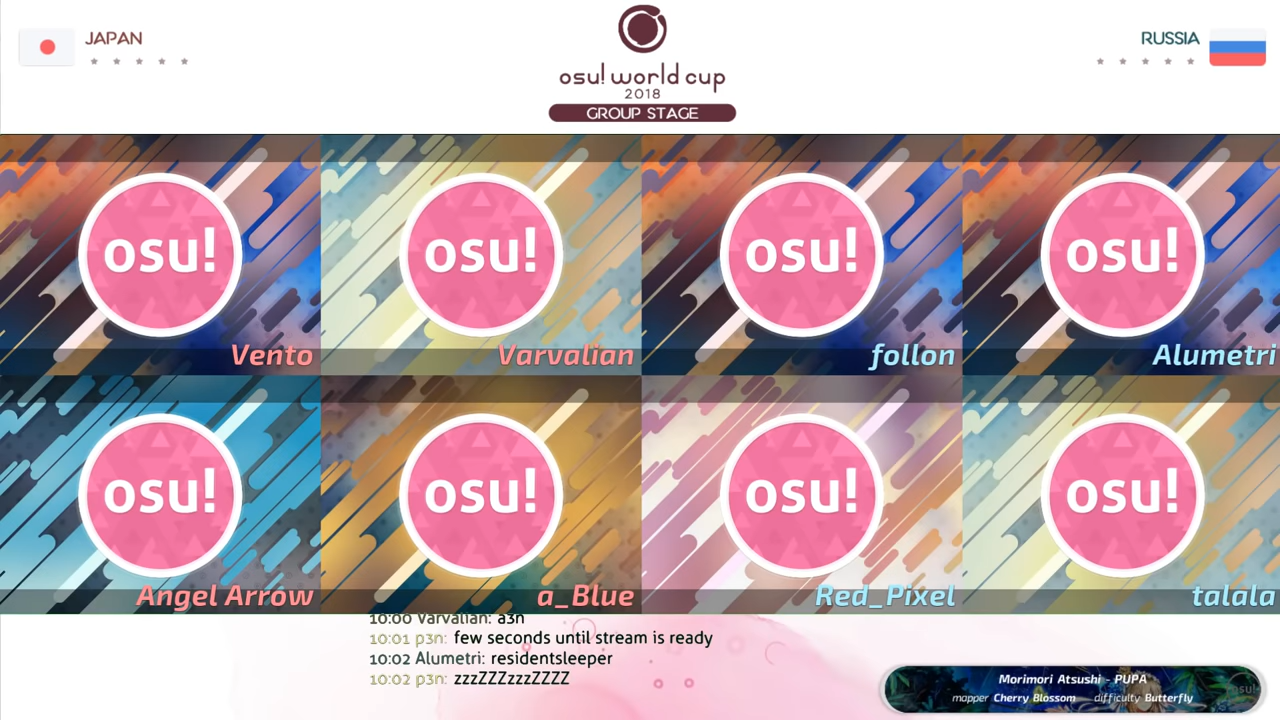 JAPAN
RUSSIA
osu! world cup
2018
GROUP STAGE
osu!
osu!
osu!
osu!
Vento
Varvalian
follon
Alumetri
osu!
osu!
osu!
osu!
Angel Arrow
a_Blue
Red_Pixel
talala
10:00 Varvalian: a3n
10:01 p3n: few seconds until stream is ready
10:02 Alumetri: residentsleeper
10:02 p3n: zzzZZZzzzZZZZ
Morimori Atsushi - PUPA
mapper Cherry Blossom difficulty Butterfly
osu!